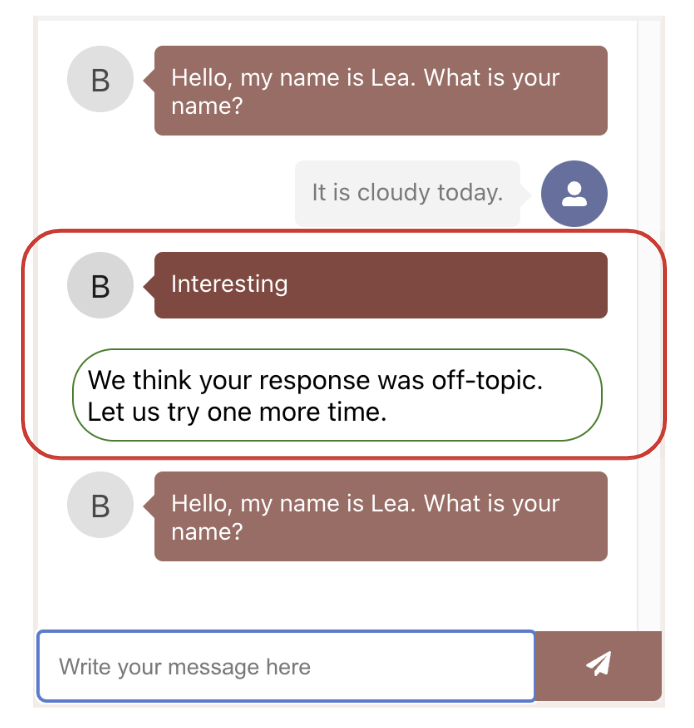 B
Hello, my name is Lea. What is your
name?
It is cloudy today.
B
Interesting
We think your response was off-topic.
Let us try one more time.
B
Hello, my name is Lea. What is your
name?
Write your message here